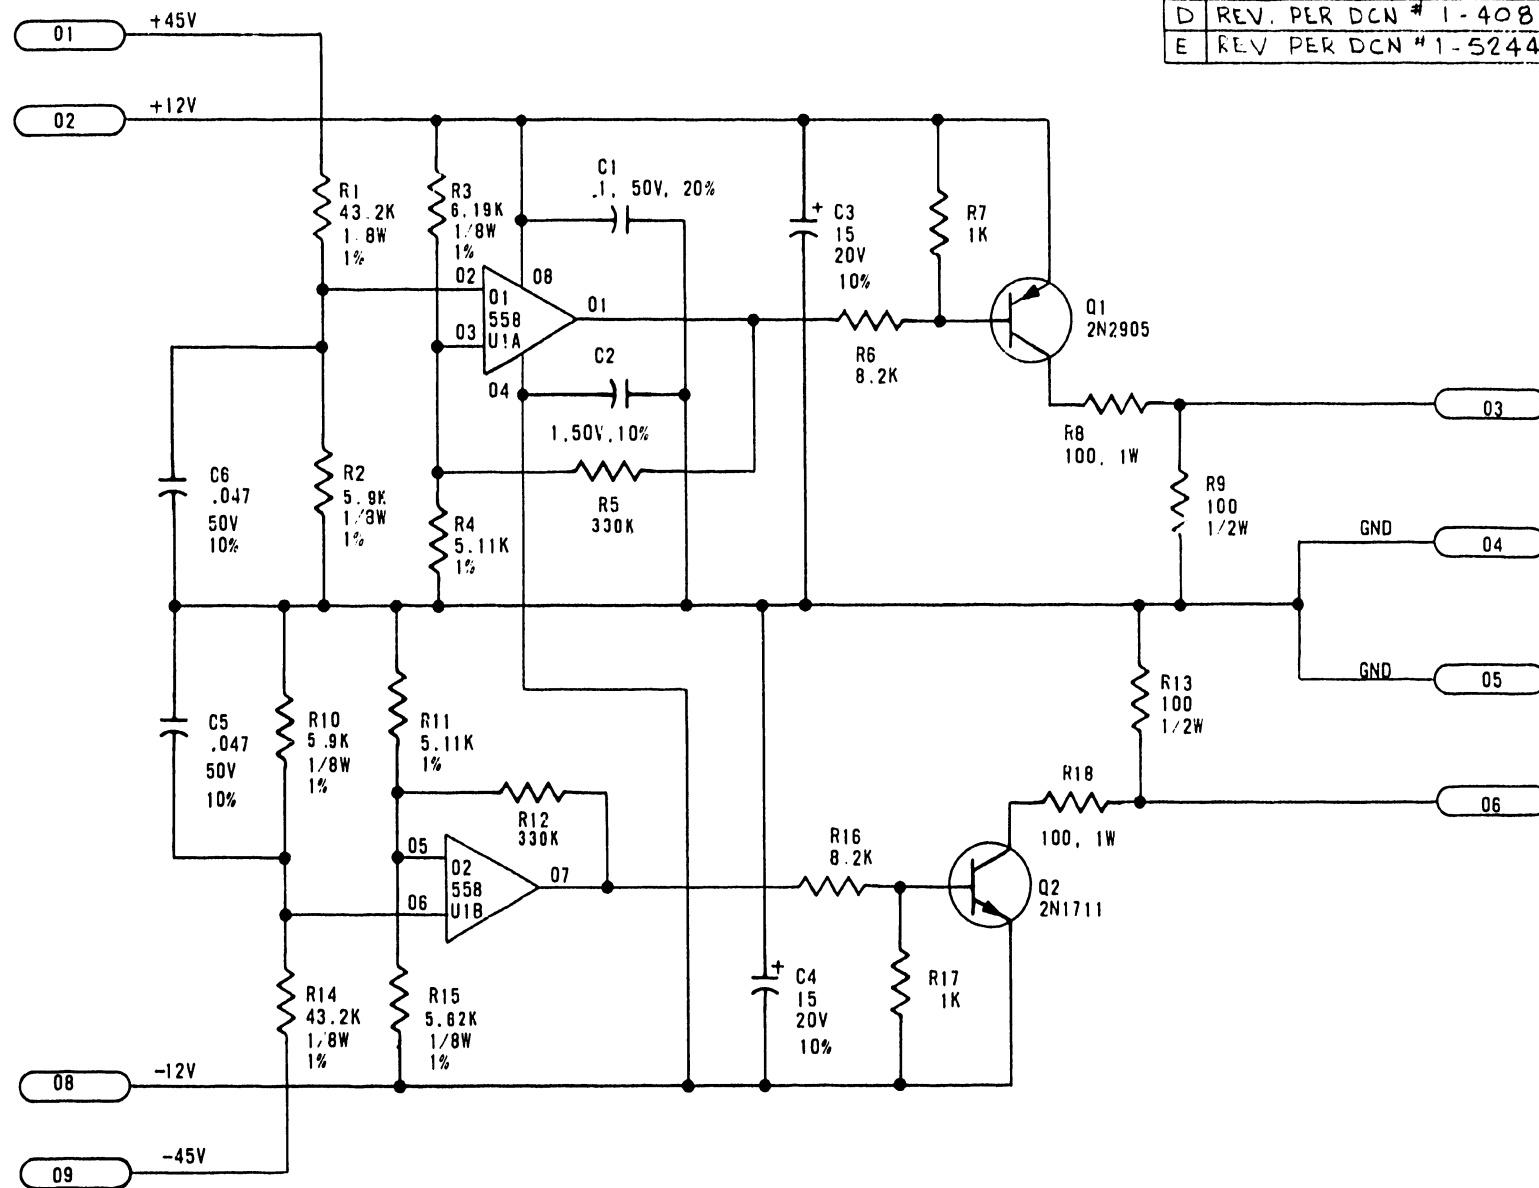 D REV. PER DCN # 1-408
E REV PER DCN # 1-5244
01 +45V
02 +12V
R1
43.2K
1.8W
1%
R3
6.19K
1/8W
1%
C1
.1, 50V, 20%
+ C3
15
20V
10%
R7
1K
02
08
01
558
U1A
03
04
01
C2
1,50V,10%
R6
8.2K
Q1
2N2905
R8
100, 1W
03
C6
.047
50V
10%
R2
5.9K
1/8W
1%
R5
330K
R4
5.11K
1%
R9
100
1/2W
GND 04
GND 05
C5
.047
50V
10%
R10
5.9K
1/8W
1%
R11
5.11K
1%
R12
330K
R13
100
1/2W
R18
100, 1W
06
05
02
558
U1B
06
07
R16
8.2K
Q2
2N1711
R14
43.2K
1/8W
1%
R15
5.62K
1/8W
1%
+ C4
15
20V
10%
R17
1K
08 -12V
09 -45V